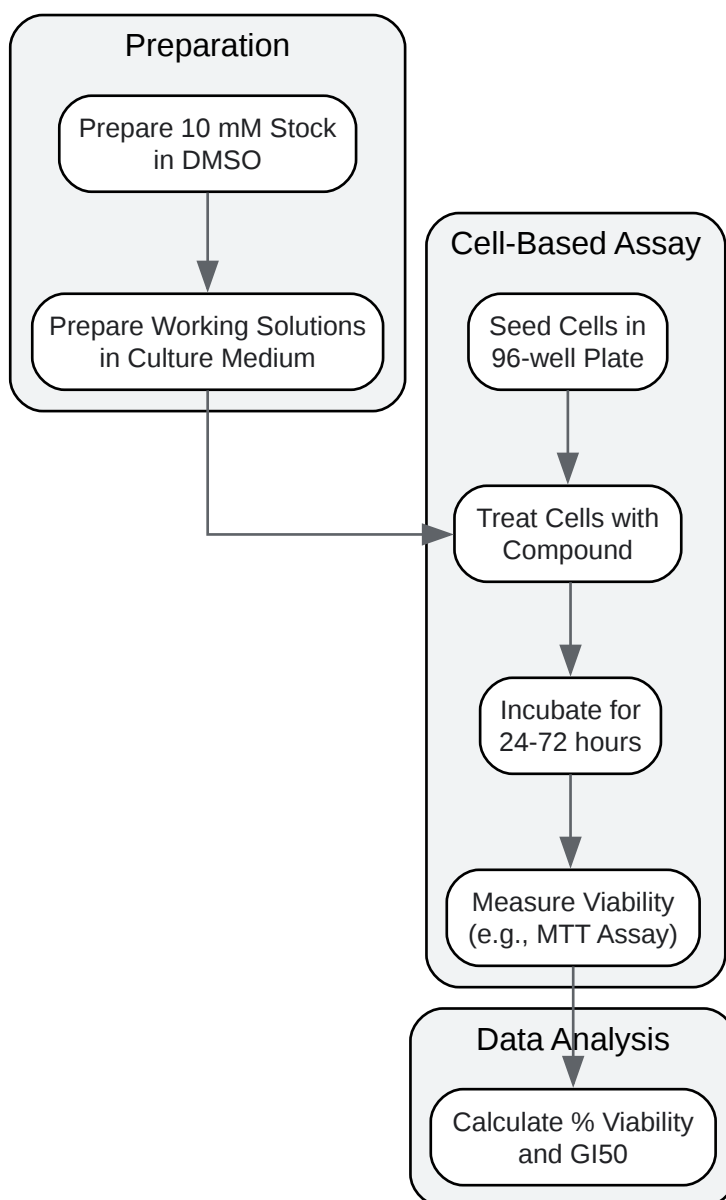 Preparation
Prepare 10 mM Stock
in DMSO
Prepare Working Solutions
in Culture Medium
Cell-Based Assay
Seed Cells in
96-well Plate
Treat Cells with
Compound
Incubate for
24-72 hours
Measure Viability
(e.g., MTT Assay)
Data Analysis
Calculate % Viability
and GI50